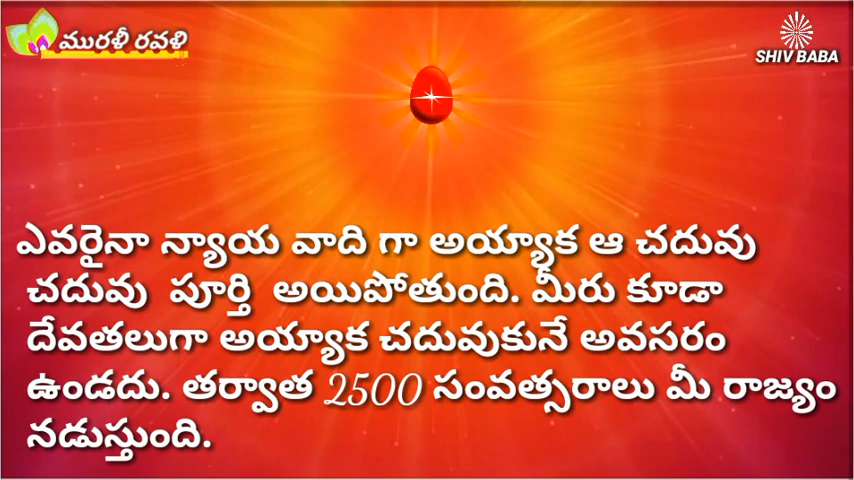 మురళీ రవళి
SHIV BABA
ఎవరైనా న్యాయ వాది గా అయ్యాక ఆ చదువు
చదువు పూర్తి అయిపోతుంది. మీరు కూడా
దేవతలుగా అయ్యాక చదువుకునే అవసరం
ఉండదు. తర్వాత 2500 సంవత్సరాలు మీ రాజ్యం
నడుస్తుంది.